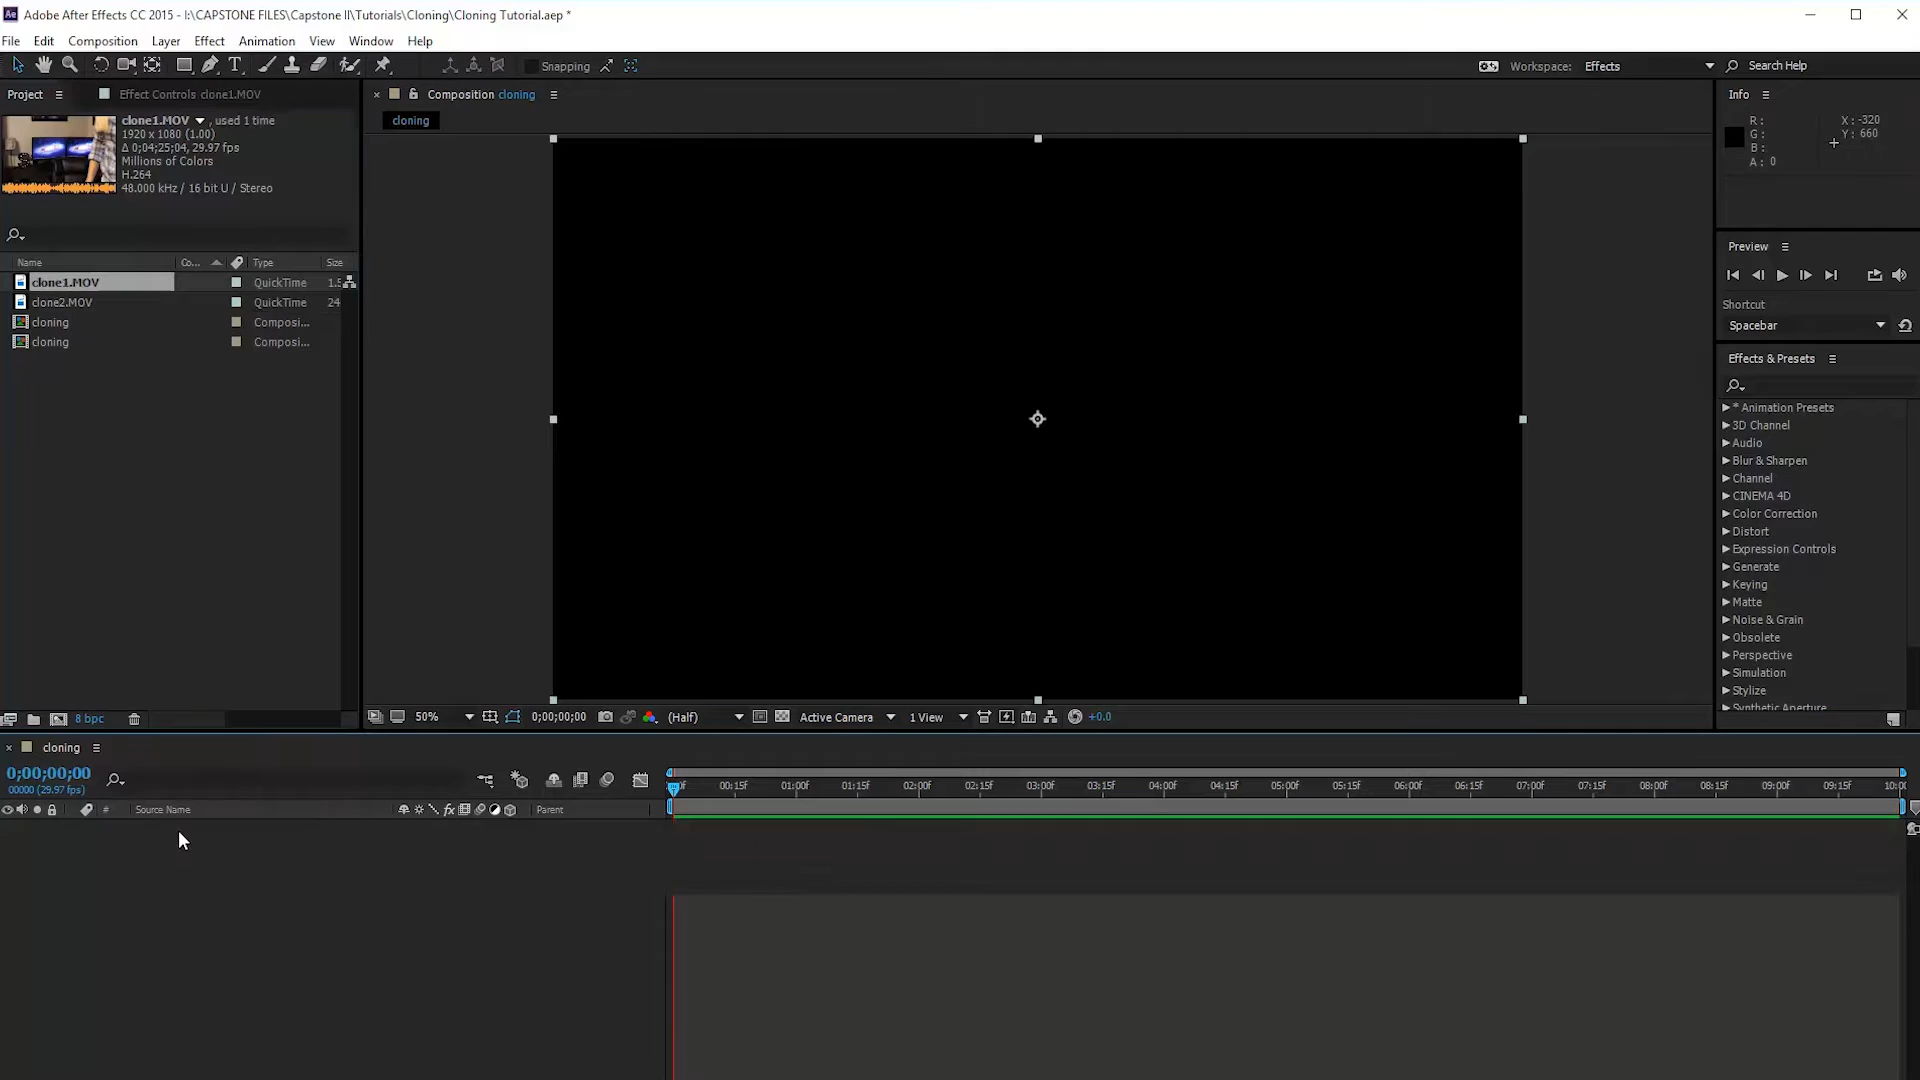 Ae Adobe After Effects CC 2015 - I:\CAPSTONE FILES\Capstone II\Tutorials\Cloning\Cloning Tutorial.aep *
File Edit Composition Layer Effect Animation View Window Help
Snapping Workspace: Effects Search Help
Project Effect Controls clone1.MOV
Composition cloning
Info
cloning
clone1.MOV , used 1 time
1920 x 1080 (1.00)
Δ 0;04;25;04, 29.97 fps
Millions of Colors
H.264
48.000 kHz / 16 bit U / Stereo
R :
G :
B :
A : 0
X : -320
Y : 660
Preview
Shortcut
Spacebar
Name Co... Type Size
clone1.MOV QuickTime
clone2.MOV QuickTime 24
cloning Composi...
cloning Composi...
Effects & Presets
* Animation Presets
3D Channel
Audio
Blur & Sharpen
Channel
CINEMA 4D
Color Correction
Distort
Expression Controls
Generate
Keying
Matte
Noise & Grain
Obsolete
Perspective
Simulation
Stylize
Synthetic Aperture
8 bpc
50% 0;00;00;00 (Half) Active Camera 1 View +0.0
cloning
0;00;00;00
00000 (29.97 fps)
00:15f 01:00f 01:15f 02:00f 02:15f 03:00f 03:15f 04:00f 04:15f 05:00f 05:15f 06:00f 06:15f 07:00f 07:15f 08:00f 08:15f 09:00f 09:15f 10:00
# Source Name fx Parent